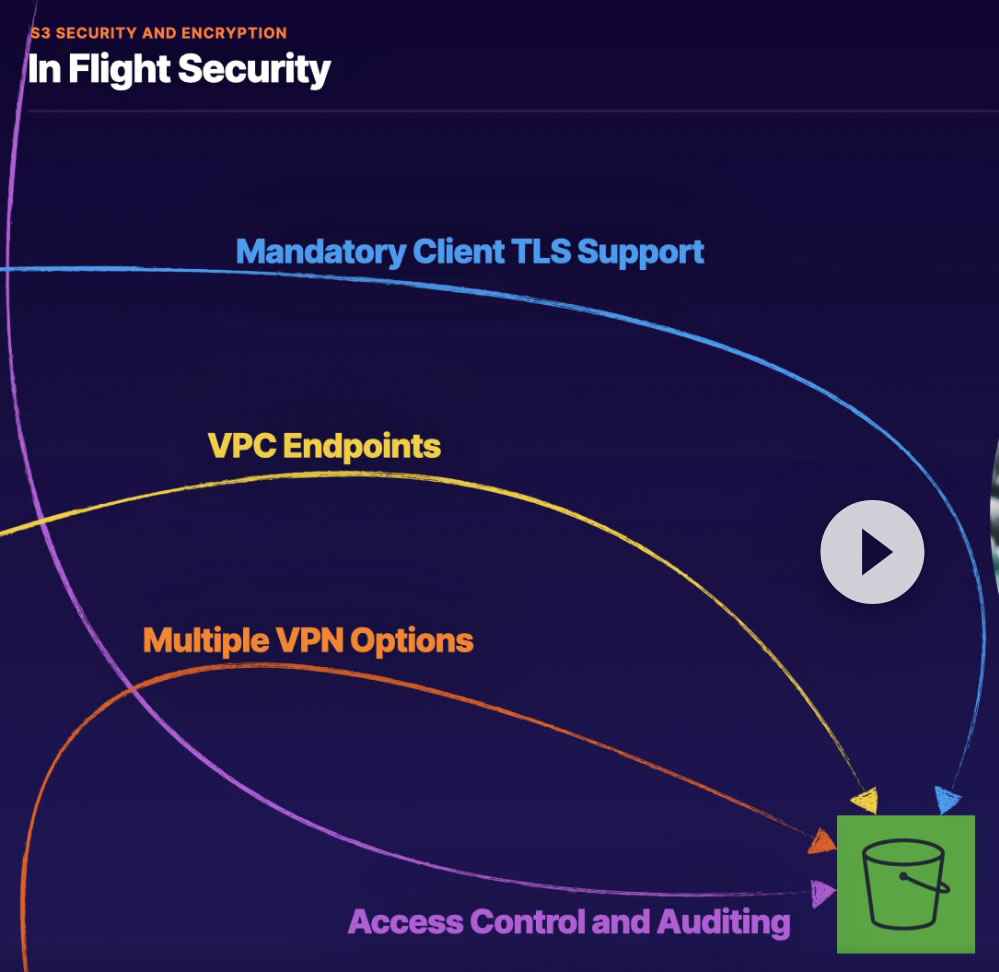 S3 SECURITY AND ENCRYPTION
In Flight Security
Mandatory Client TLS Support
VPC Endpoints
Multiple VPN Options
Access Control and Auditing